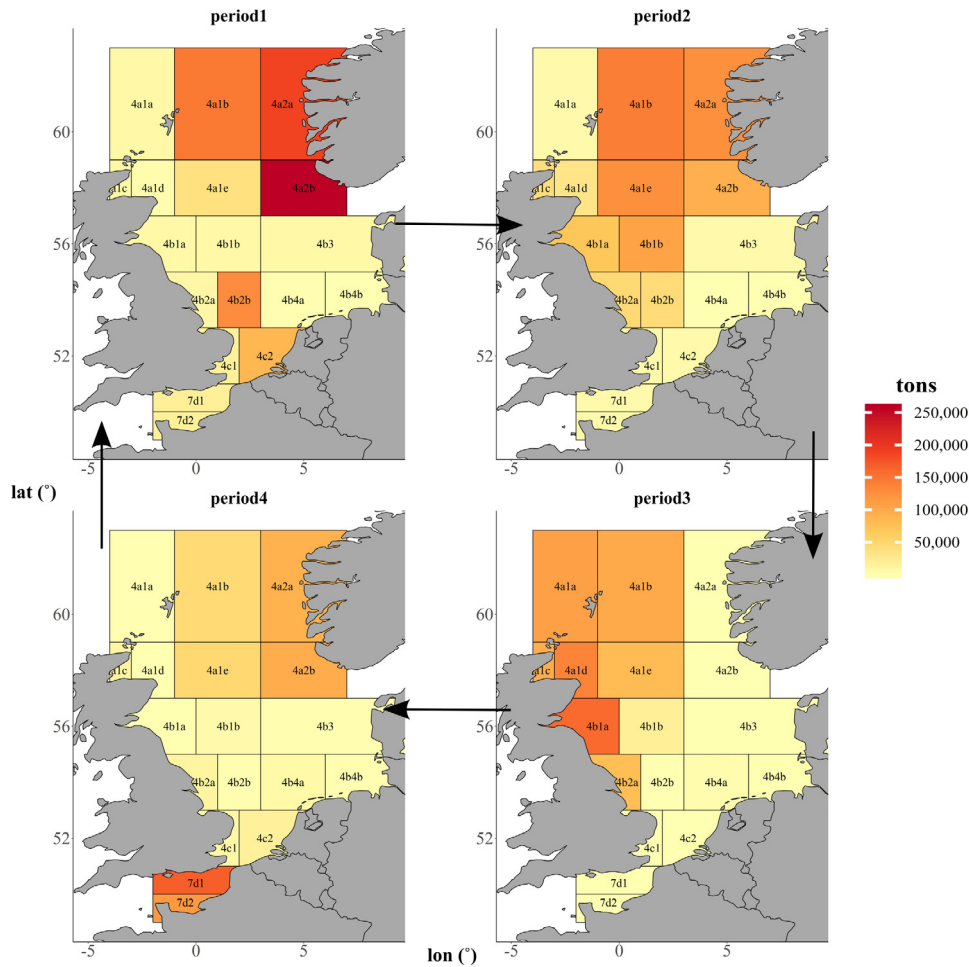 period1 period2
60 4a1a 4a1b 4a2a 4a1a 4a1b 4a2a
a1c 4a1d 4a1e 4a2b a1c 4a1d 4a1e 4a2b
56 4b1a 4b1b 4b3 56 4b1a 4b1b 4b3
4b2a 4b2b 4b4a 4b4b 4b2a 4b2b 4b4a 4b4b
52 4c1 4c2 52 4c1 4c2
7d1 7d1
7d2 7d2
-5 0 5 -5 0 5
tons
250,000
200,000
150,000
100,000
50,000
lat (°)
period4 period3
60 4a1a 4a1b 4a2a 60 4a1a 4a1b 4a2a
a1c 4a1d 4a1e 4a2b a1c 4a1d 4a1e 4a2b
56 4b1a 4b1b 4b3 56 4b1a 4b1b 4b3
4b2a 4b2b 4b4a 4b4b 4b2a 4b2b 4b4a 4b4b
52 4c1 4c2 52 4c1 4c2
7d1 7d1
7d2 7d2
-5 0 5 -5 0 5
lon (°)